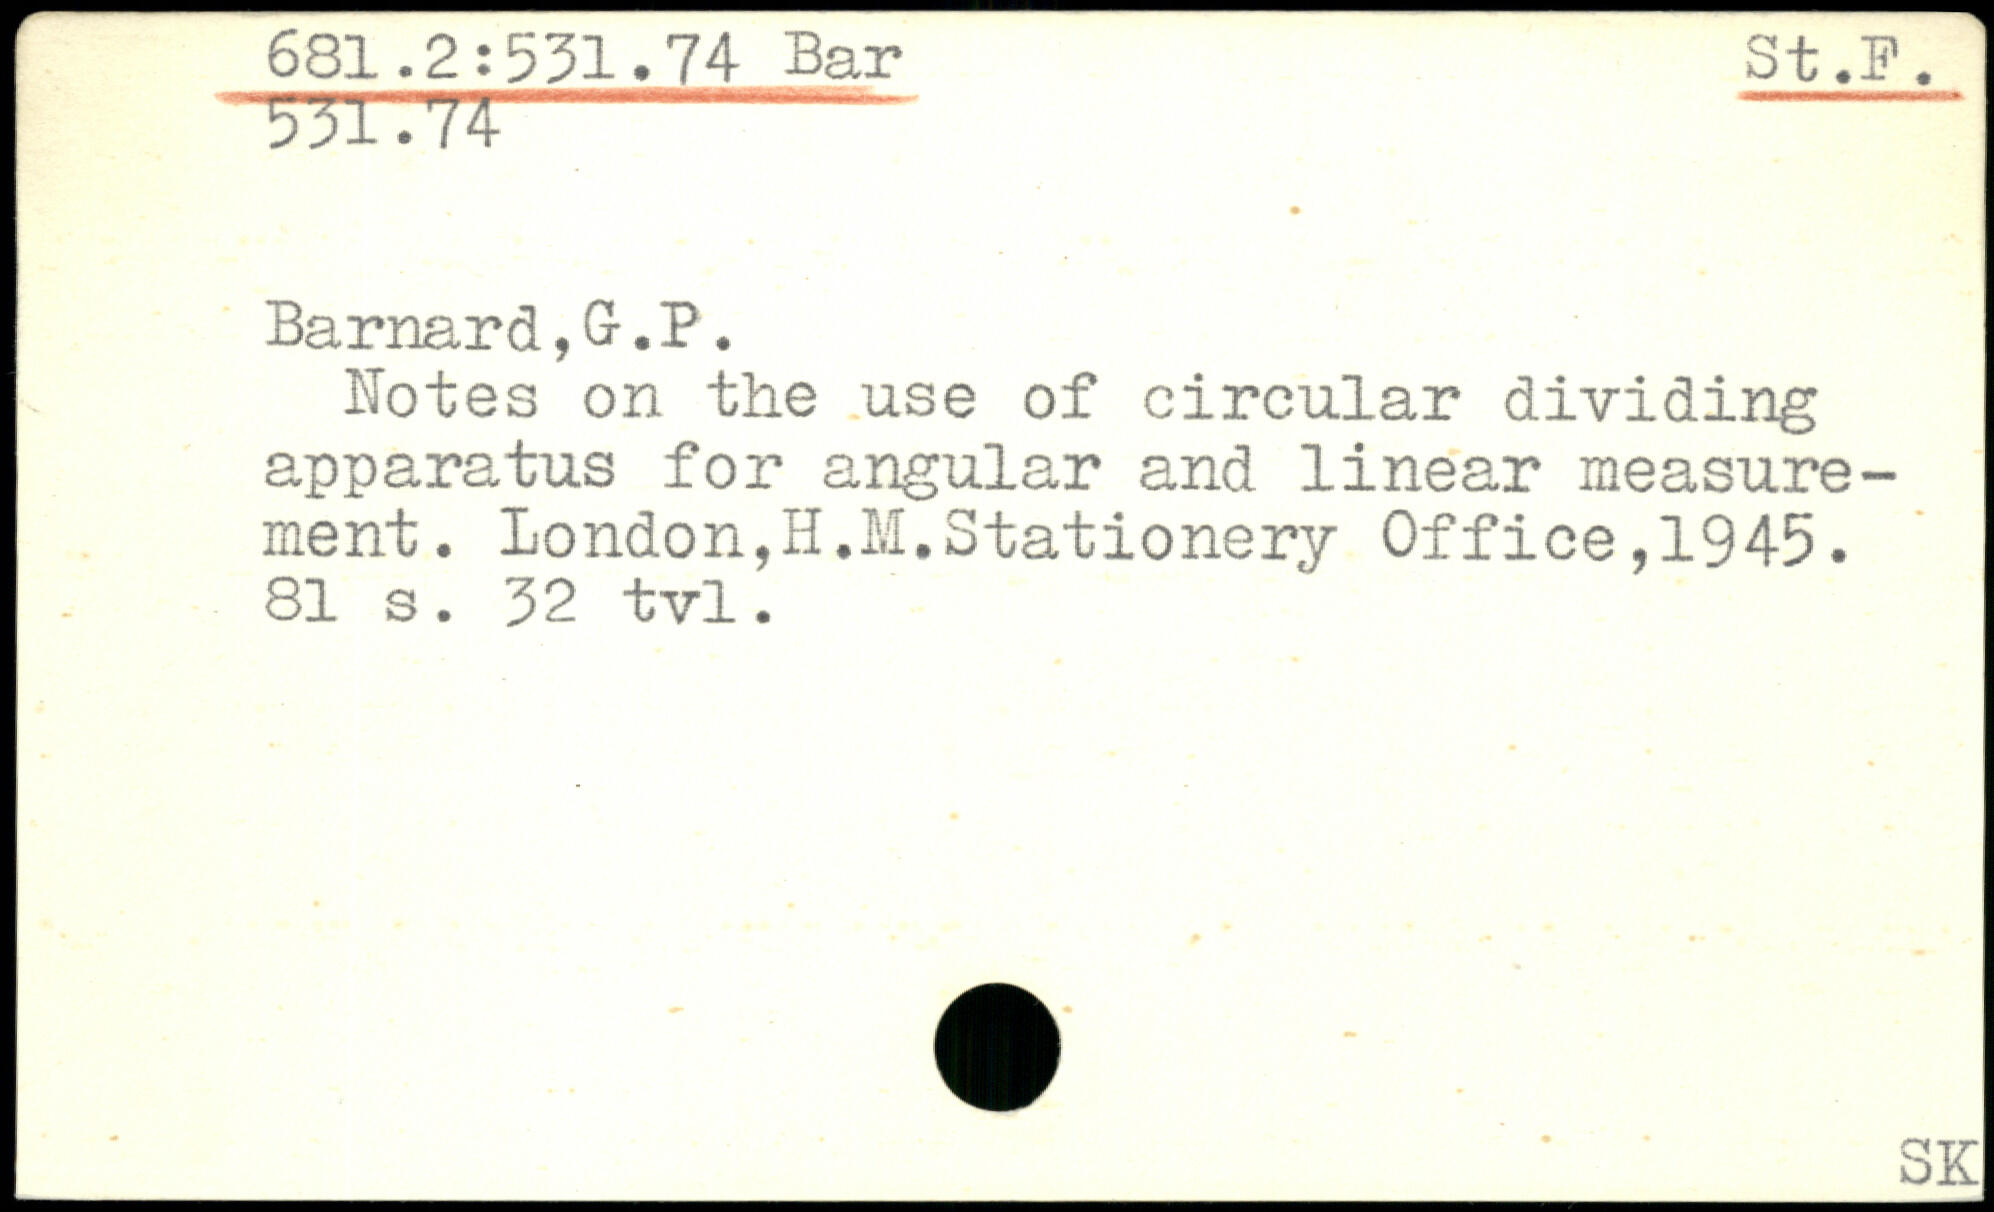 681.2:531.74 Bar St.F.
531.74
Barnard,G.P.
Notes on the use of circular dividing
apparatus for angular and linear measure-
ment. London,H.M.Stationery Office,1945.
81 s. 32 tvl.
SK